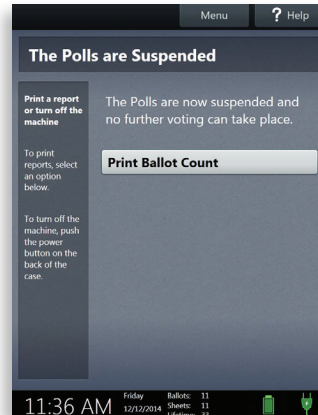 Menu
? Help
The Polls are Suspended
Print a report
or turn off the
machine
To print
reports, select
an option
below.
To turn off the
machine, push
the power
button on the
back of the
case.
The Polls are now suspended and
no further voting can take place.
Print Ballot Count
11:36 AM
Friday
12/12/2014
Ballots: 11
Sheets: 11
Lifetime: 33